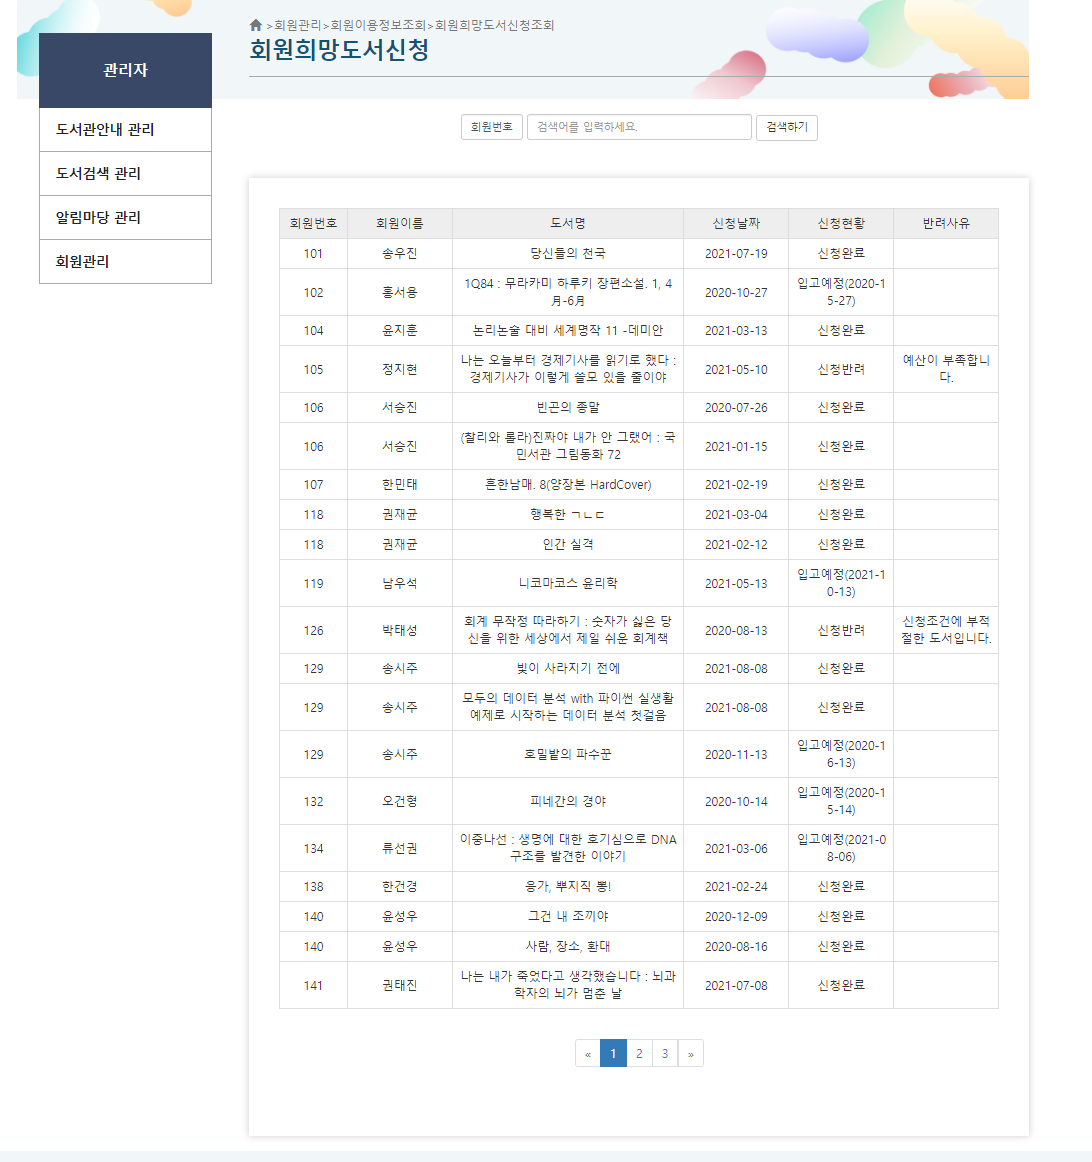 >회원관리>회원이용정보조회>회원희망도서신청조회
회원희망도서신청
관리자
도서관안내 관리
도서검색 관리
알림마당 관리
회원관리
회원번호 검색어를 입력하세요. 검색하기
회원번호 회원이름 도서명 신청날짜 신청현황 반려사유
101 송우진 당신들의 천국 2021-07-19 신청완료
102 홍서용 1Q84 : 무라카미 하루키 장편소설. 1, 4
月-6月 2020-10-27 입고예정(2020-1
5-27)
104 윤지훈 논리논술 대비 세계명작 11 -데미안 2021-03-13 신청완료
105 정지현 나는 오늘부터 경제기사를 읽기로 했다 :
경제기사가 이렇게 쓸모 있을 줄이야 2021-05-10 신청반려 예산이 부족합니
다.
106 서승진 빈곤의 종말 2020-07-26 신청완료
106 서승진 (찰리와 롤라)진짜야 내가 안 그랬어 : 국
민서관 그림동화 72 2021-01-15 신청완료
107 한민태 흔한남매. 8(양장본 HardCover) 2021-02-19 신청완료
118 권재균 행복한 ㄱㄴㄷ 2021-03-04 신청완료
118 권재균 인간 실격 2021-02-12 신청완료
119 남우석 니코마코스 윤리학 2021-05-13 입고예정(2021-1
0-13)
126 박태성 회계 무작정 따라하기 : 숫자가 싫은 당
신을 위한 세상에서 제일 쉬운 회계책 2020-08-13 신청반려 신청조건에 부적
절한 도서입니다.
129 송시주 빛이 사라지기 전에 2021-08-08 신청완료
129 송시주 모두의 데이터 분석 with 파이썬 실생활
예제로 시작하는 데이터 분석 첫걸음 2021-08-08 신청완료
129 송시주 호밀밭의 파수꾼 2020-11-13 입고예정(2020-1
6-13)
132 오건형 피네간의 경야 2020-10-14 입고예정(2020-1
5-14)
134 류선권 이중나선 : 생명에 대한 호기심으로 DNA
구조를 발견한 이야기 2021-03-06 입고예정(2021-0
8-06)
138 한건경 응가, 뿌지직 뽕! 2021-02-24 신청완료
140 윤성우 그건 내 조끼야 2020-12-09 신청완료
140 윤성우 사람, 장소, 환대 2020-08-16 신청완료
141 권태진 나는 내가 죽었다고 생각했습니다 : 뇌과
학자의 뇌가 멈춘 날 2021-07-08 신청완료
« 1 2 3 »